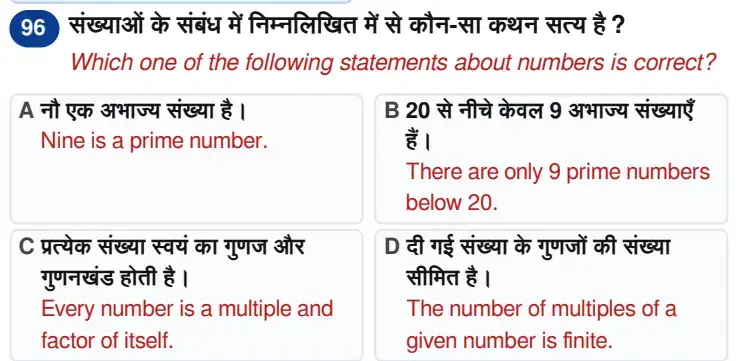 96 संख्याओं के संबंध में निम्नलिखित में से कौन-सा कथन सत्य है ?
Which one of the following statements about numbers is correct?
A नौ एक अभाज्य संख्या है।
Nine is a prime number.
B 20 से नीचे केवल 9 अभाज्य संख्याएँ
हैं।
There are only 9 prime numbers
below 20.
C प्रत्येक संख्या स्वयं का गुणज और
गुणनखंड होती है।
Every number is a multiple and
factor of itself.
D दी गई संख्या के गुणजों की संख्या
सीमित है।
The number of multiples of a
given number is finite.